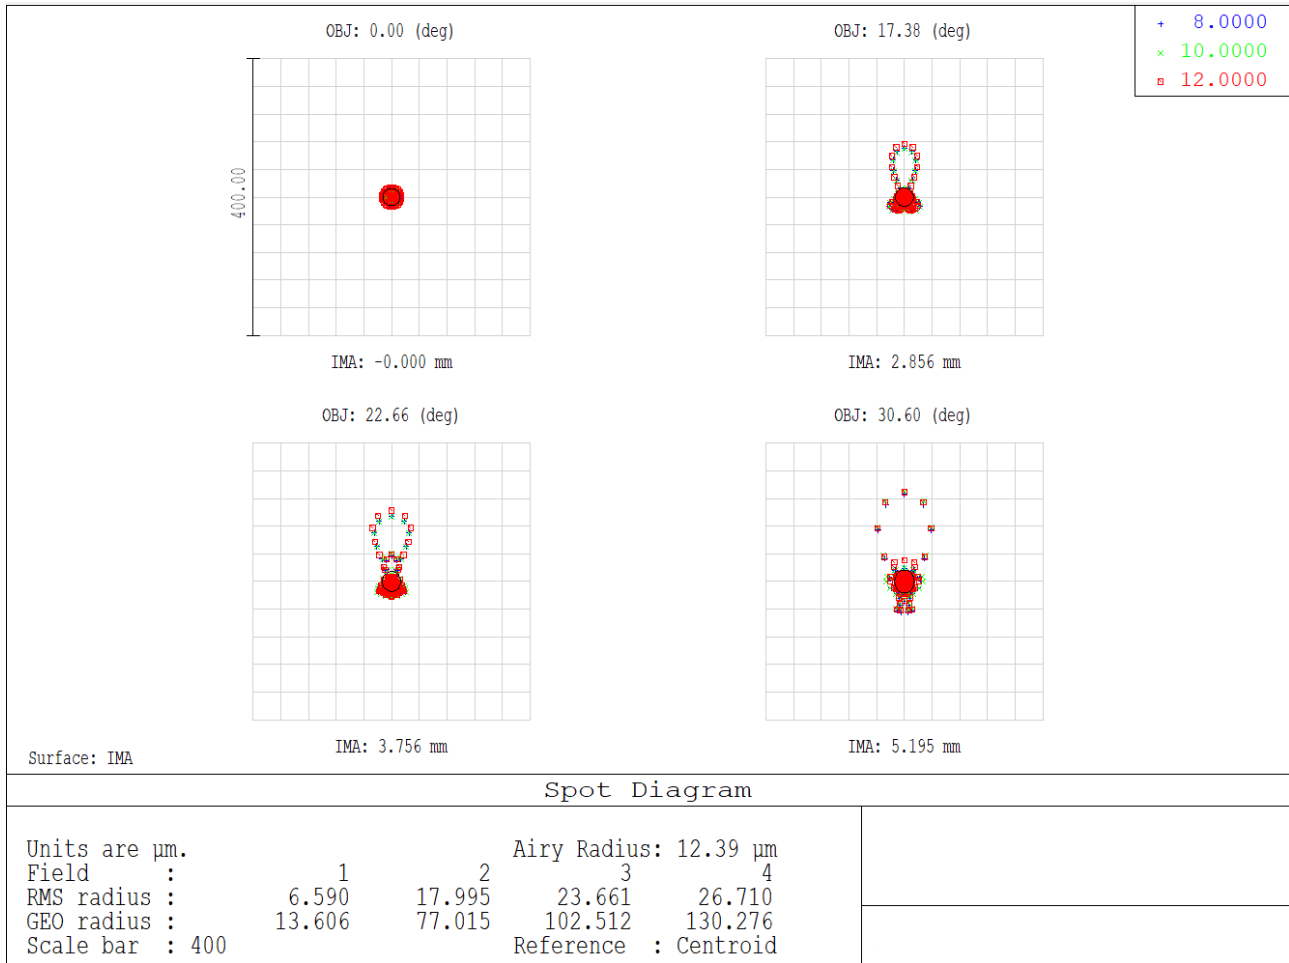 OBJ: 0.00 (deg)
OBJ: 17.38 (deg)
+ 8.0000
× 10.0000
12.0000
400.00
IMA: -0.000 mm
IMA: 2.856 mm
OBJ: 22.66 (deg)
OBJ: 30.60 (deg)
IMA: 3.756 mm
IMA: 5.195 mm
Surface: IMA
Spot Diagram
Units are µm. Airy Radius: 12.39 µm
Field : 1 2 3 4
RMS radius : 6.590 17.995 23.661 26.710
GEO radius : 13.606 77.015 102.512 130.276
Scale bar : 400 Reference : Centroid